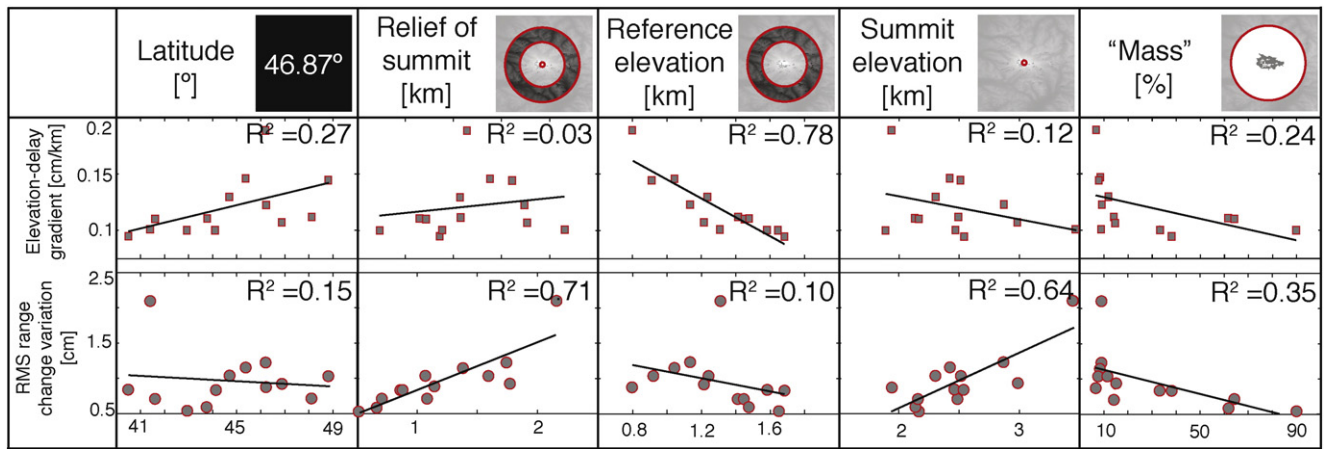 Latitude
[º]
46.87º
Relief of
summit
[km]
Reference
elevation
[km]
Summit
elevation
[km]
“Mass”
[%]
Elevation-delay
gradient [cm/km]
0.2
0.15
0.1
R² =0.27
R² =0.03
R² =0.78
R² =0.12
R² =0.24
RMS range
change variation
[cm]
2.5
1.5
0.5
R² =0.15
R² =0.71
R² =0.10
R² =0.64
R² =0.35
41 45 49
1 2
0.8 1.2 1.6
2 3
10 50 90